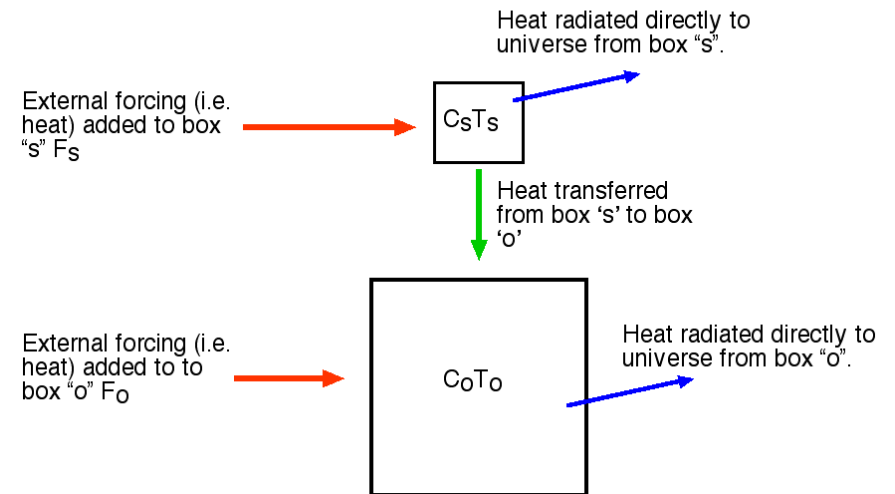 Heat radiated directly to
universe from box “s”.
External forcing (i.e.
heat) added to box
“s” Fs
CsTs
Heat transferred
from box ‘s’ to box
‘o’
External forcing (i.e.
heat) added to to
box “o” Fo
CoTo
Heat radiated directly to
universe from box “o”.